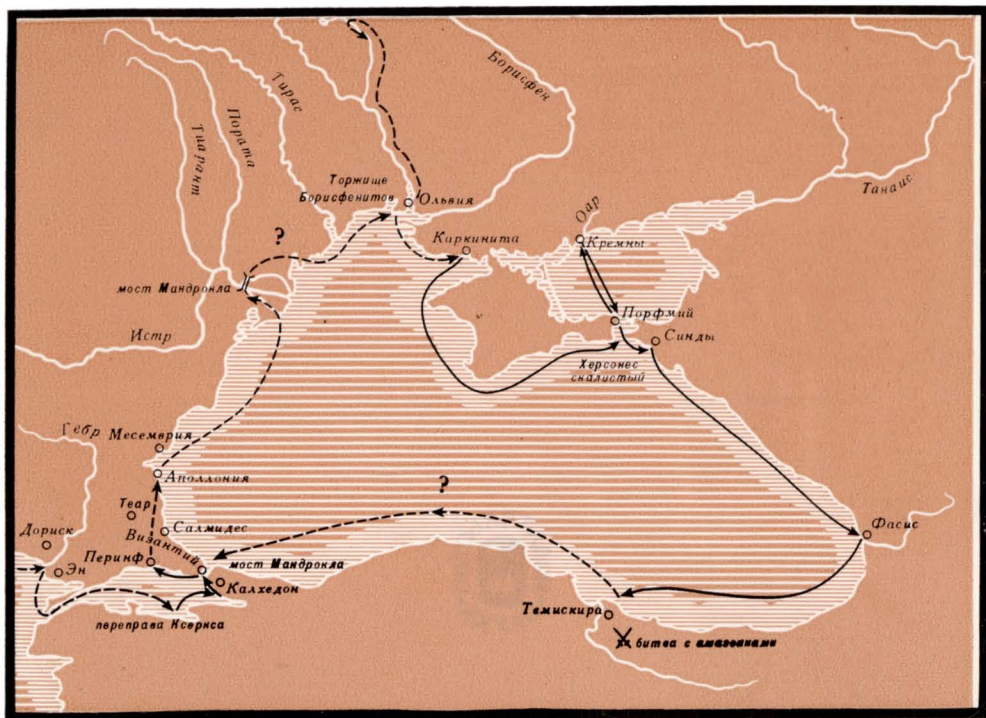 Борисфен
Тирас
Пората
Тиарант
Танаис
Торжище
Борисфенитов
Ольвия
Каркинита
Оар
Кремны
?
мост Мандрокла
Порфмий
Синды
Истр
Херсонес
скалистый
Гебр
Месемврия
Аполлония
?
Теар
Салмидес
Дориск
Византий
Фасис
Перинф
мост Мандрокла
Эн
Калхедон
Темискира
переправа Ксеркса
битва с амазонками